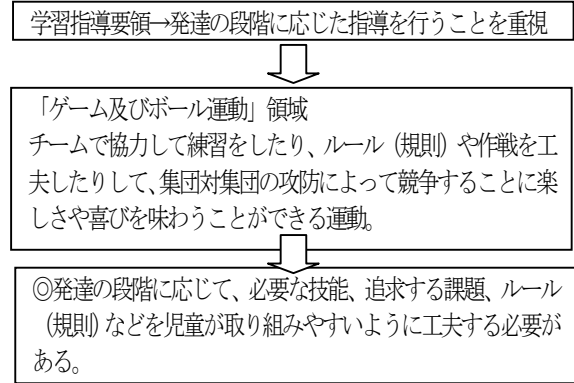 学習指導要領→発達の段階に応じた指導を行うことを重視
「ゲーム及びボール運動」領域
チームで協力して練習をしたり、ルール（規則）や作戦を工
夫したりして、集団対集団の攻防によって競争することに楽
しさや喜びを味わうことができる運動。
◎発達の段階に応じて、必要な技能、追求する課題、ルール
（規則）などを児童が取り組みやすいように工夫する必要が
ある。